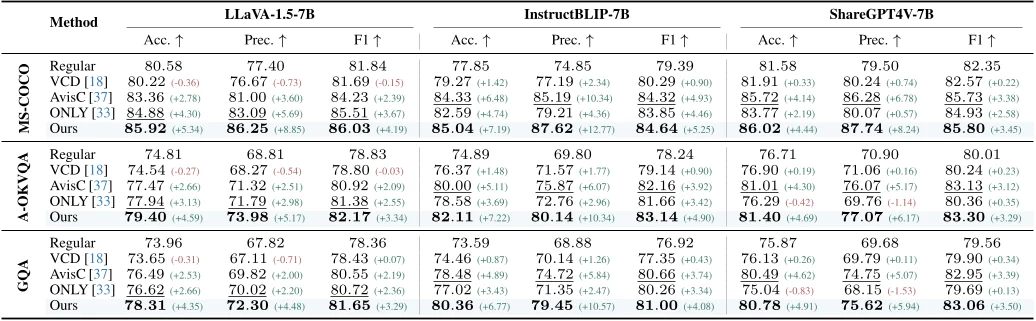 Method LLaVA-1.5-7B InstructBLIP-7B ShareGPT4V-7B
Acc. ↑ Prec. ↑ F1 ↑ Acc. ↑ Prec. ↑ F1 ↑ Acc. ↑ Prec. ↑ F1 ↑
MS-COCO
Regular 80.58 77.40 81.84 77.85 74.85 79.39 81.58 79.50 82.35
VCD [18] 80.22 (-0.36) 76.67 (-0.73) 81.69 (-0.15) 79.27 (+1.42) 77.19 (+2.34) 80.29 (+0.90) 81.91 (+0.33) 80.24 (+0.74) 82.57 (+0.22)
AvisC [37] 83.36 (+2.78) 81.00 (+3.60) 84.23 (+2.39) 84.33 (+6.48) 85.19 (+10.34) 84.32 (+4.93) 85.72 (+4.14) 86.28 (+6.78) 85.73 (+3.38)
ONLY [33] 84.88 (+4.30) 83.09 (+5.69) 85.51 (+3.67) 82.59 (+4.74) 79.21 (+4.36) 83.85 (+4.46) 83.77 (+2.19) 80.07 (+0.57) 84.93 (+2.58)
Ours 85.92 (+5.34) 86.25 (+8.85) 86.03 (+4.19) 85.04 (+7.19) 87.62 (+12.77) 84.64 (+5.25) 86.02 (+4.44) 87.74 (+8.24) 85.80 (+3.45)
A-OKVQA
Regular 74.81 68.81 78.83 74.89 69.80 78.24 76.71 70.90 80.01
VCD [18] 74.54 (-0.27) 68.27 (-0.54) 78.80 (-0.03) 76.37 (+1.48) 71.57 (+1.77) 79.14 (+0.90) 76.90 (+0.19) 71.06 (+0.16) 80.24 (+0.23)
AvisC [37] 77.47 (+2.66) 71.32 (+2.51) 80.92 (+2.09) 80.00 (+5.11) 75.87 (+6.07) 82.16 (+3.92) 81.01 (+4.30) 76.07 (+5.17) 83.13 (+3.12)
ONLY [33] 77.94 (+3.13) 71.79 (+2.98) 81.38 (+2.55) 78.58 (+3.69) 72.76 (+2.96) 81.66 (+3.42) 76.29 (-0.42) 69.76 (-1.14) 80.36 (+0.35)
Ours 79.40 (+4.59) 73.98 (+5.17) 82.17 (+3.34) 82.11 (+7.22) 80.14 (+10.34) 83.14 (+4.90) 81.40 (+4.69) 77.07 (+6.17) 83.30 (+3.29)
GQA
Regular 73.96 67.82 78.36 73.59 68.88 76.92 75.87 69.68 79.56
VCD [18] 73.65 (-0.31) 67.11 (-0.71) 78.43 (+0.07) 74.46 (+0.87) 70.14 (+1.26) 77.35 (+0.43) 76.13 (+0.26) 69.79 (+0.11) 79.90 (+0.34)
AvisC [37] 76.49 (+2.53) 69.82 (+2.00) 80.55 (+2.19) 78.48 (+4.89) 74.72 (+5.84) 80.66 (+3.74) 80.49 (+4.62) 74.75 (+5.07) 82.95 (+3.39)
ONLY [33] 76.62 (+2.66) 70.02 (+2.20) 80.72 (+2.36) 77.02 (+3.43) 71.35 (+2.47) 80.26 (+3.34) 75.04 (-0.83) 68.15 (-1.53) 79.69 (+0.13)
Ours 78.31 (+4.35) 72.30 (+4.48) 81.65 (+3.29) 80.36 (+6.77) 79.45 (+10.57) 81.00 (+4.08) 80.78 (+4.91) 75.62 (+5.94) 83.06 (+3.50)